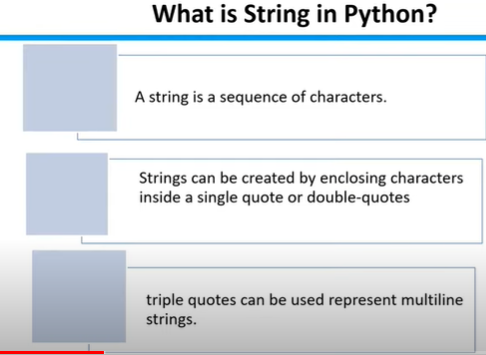 What is String in Python?
A string is a sequence of characters.
Strings can be created by enclosing characters
inside a single quote or double-quotes
triple quotes can be used represent multiline
strings.